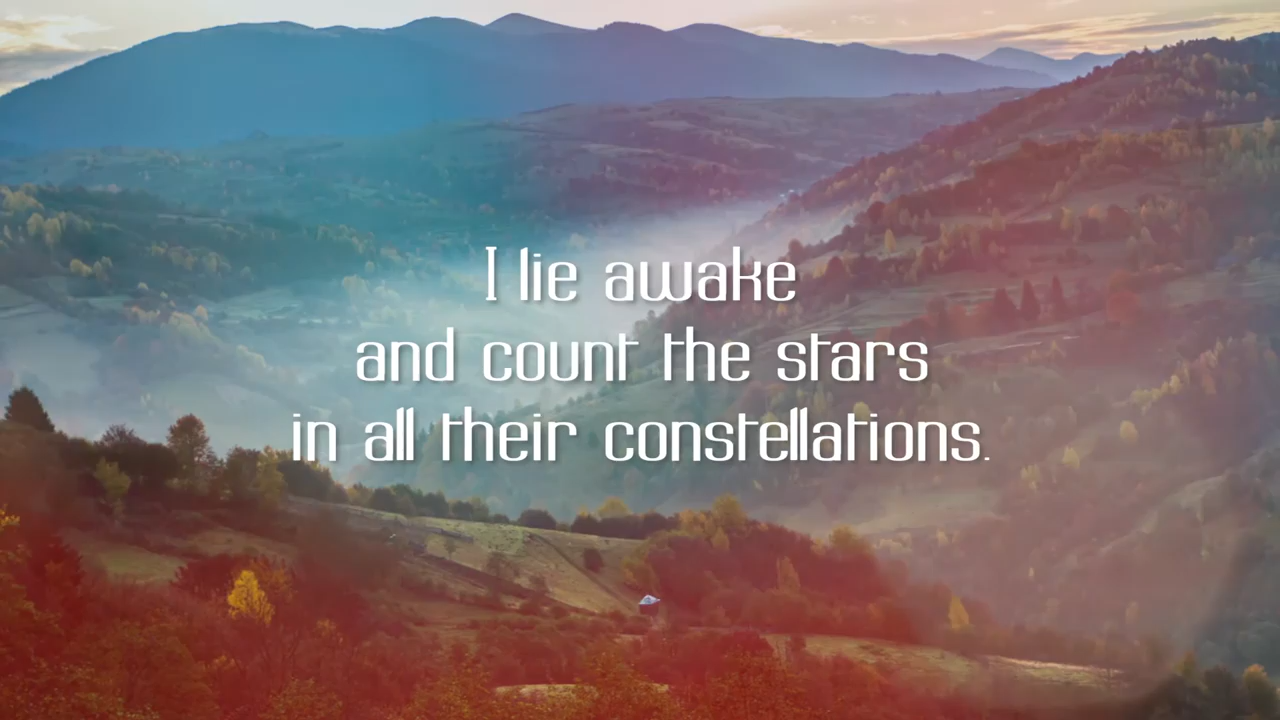 I lie awake
and count the stars
in all their constellations.